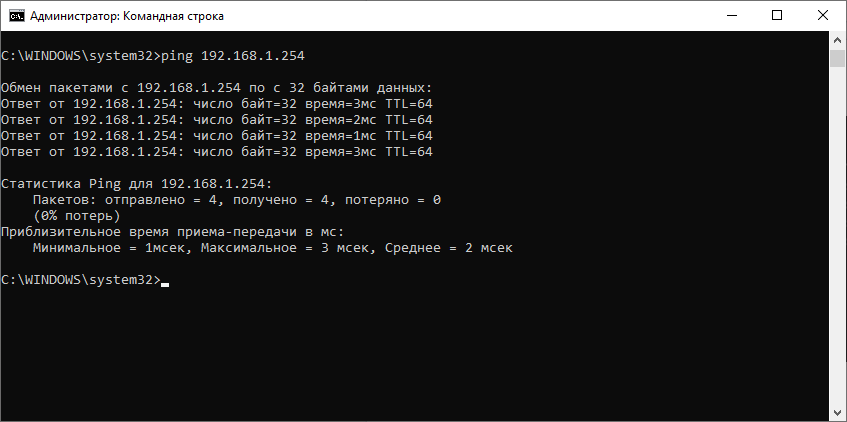 Администратор: Командная строка
C:\WINDOWS\system32>ping 192.168.1.254
Обмен пакетами с 192.168.1.254 по с 32 байтами данных:
Ответ от 192.168.1.254: число байт=32 время=3мс TTL=64
Ответ от 192.168.1.254: число байт=32 время=2мс TTL=64
Ответ от 192.168.1.254: число байт=32 время=1мс TTL=64
Ответ от 192.168.1.254: число байт=32 время=3мс TTL=64
Статистика Ping для 192.168.1.254:
    Пакетов: отправлено = 4, получено = 4, потеряно = 0
    (0% потерь)
Приблизительное время приема-передачи в мс:
    Минимальное = 1мсек, Максимальное = 3 мсек, Среднее = 2 мсек
C:\WINDOWS\system32>